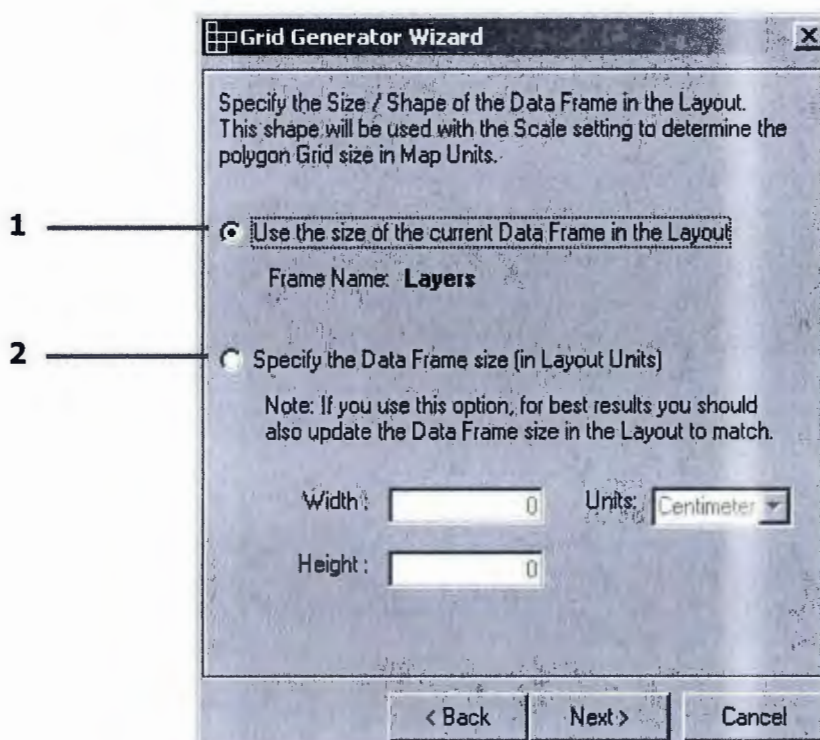 Grid Generator Wizard
Specify the Size / Shape of the Data Frame in the Layout.
This shape will be used with the Scale setting to determine the
polygon Grid size in Map Units.
1
Use the size of the current Data Frame in the Layout
Frame Name: Layers
2
Specify the Data Frame size (in Layout Units)
Note: If you use this option, for best results you should
also update the Data Frame size in the Layout to match.
Width : 0 Units: Centimeter
Height : 0
< Back Next > Cancel